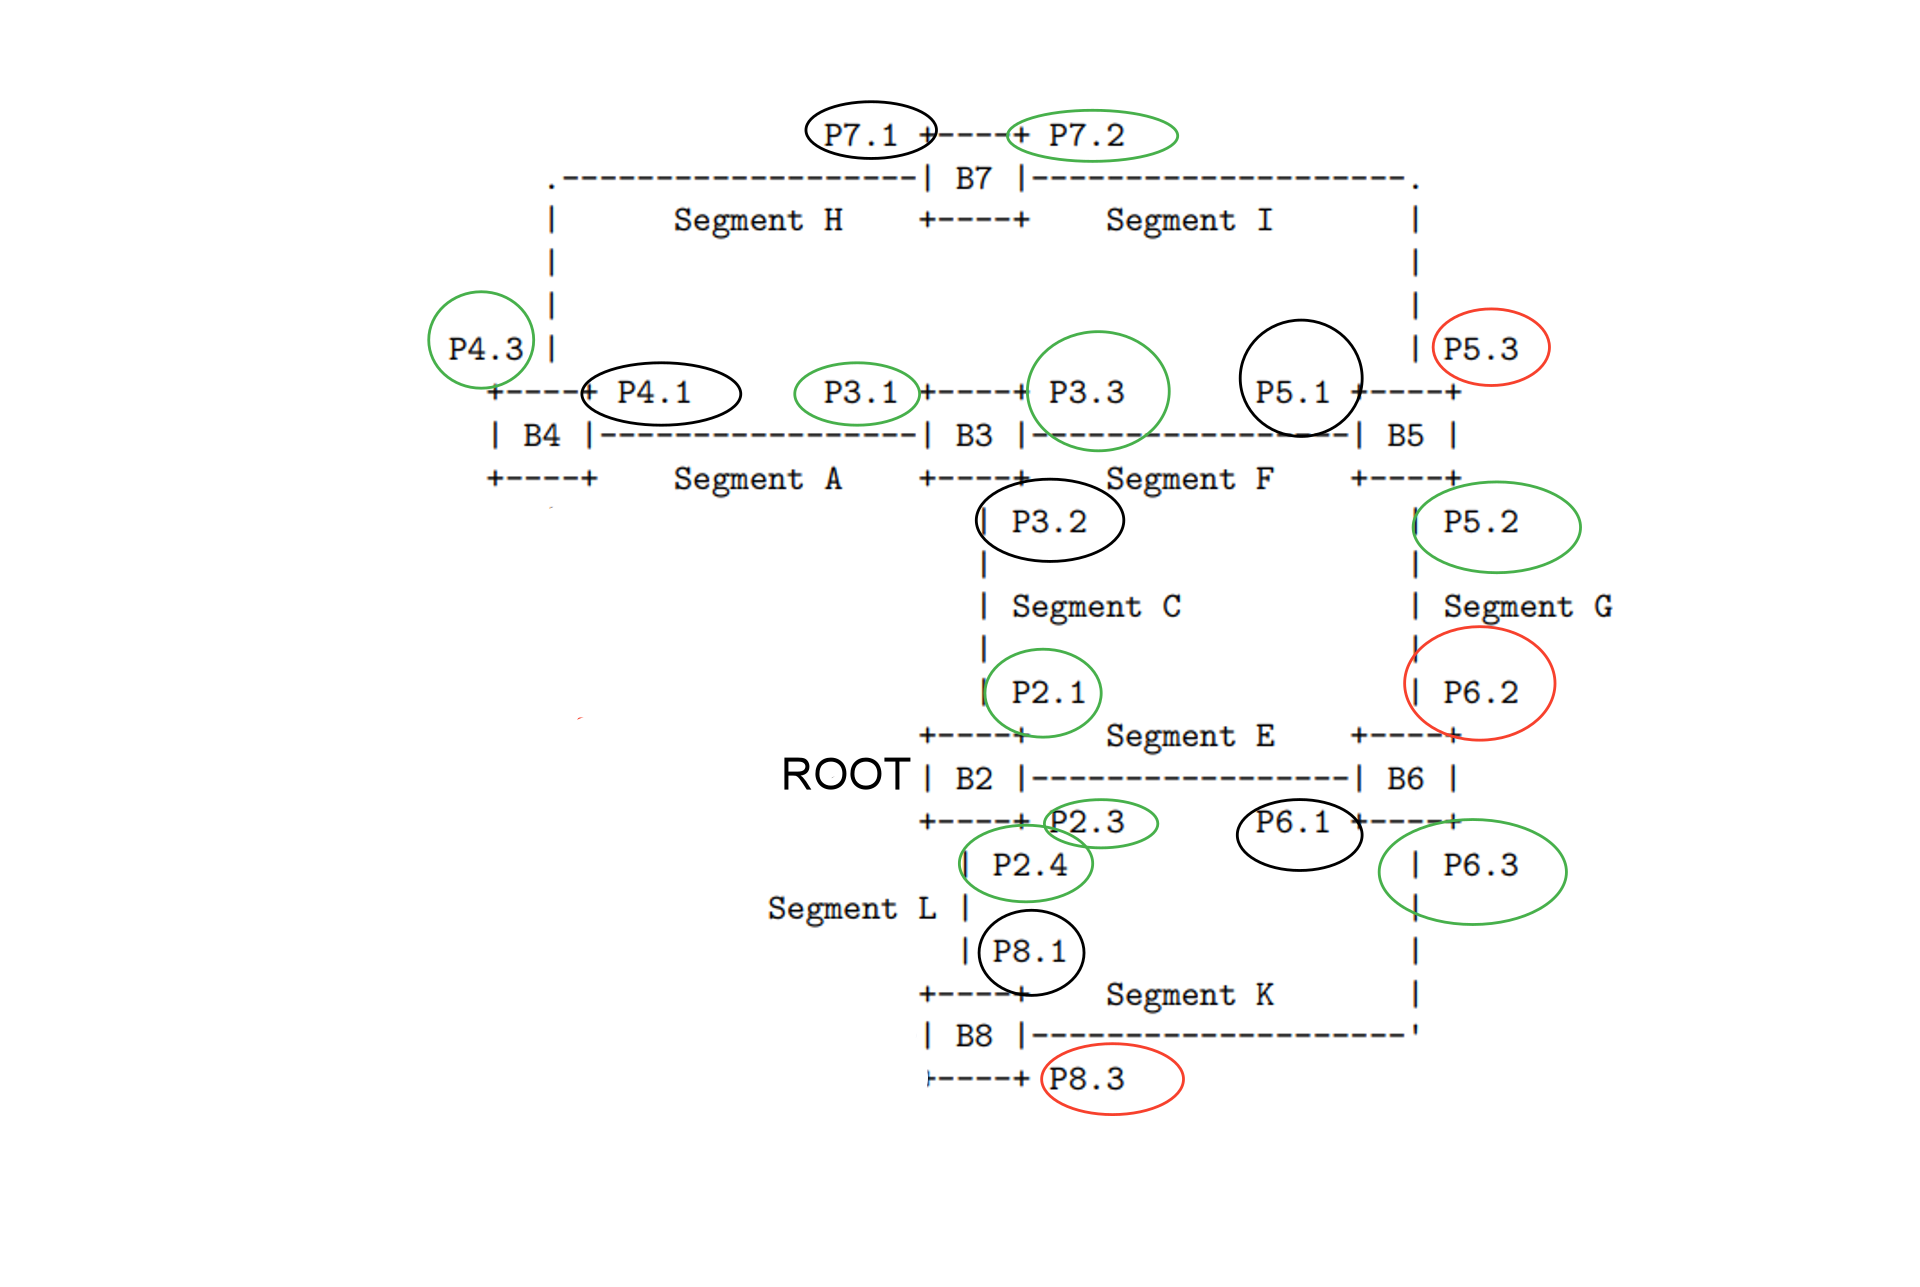 P7.1 +----+ P7.2
.-------------------| B7 |--------------------.
| Segment H +----+ Segment I |
| |
| |
P4.3 | | P5.3
+----+ P4.1 P3.1 +----+ P3.3 P5.1 +----+
| B4 |-----------------| B3 |-----------------| B5 |
+----+ Segment A +----+ Segment F +----+
| P3.2 | P5.2
| |
| Segment C | Segment G
| |
| P2.1 | P6.2
+----+ Segment E +----+
ROOT | B2 |-----------------| B6 |
+----+ P2.3 P6.1 +----+
| P2.4 | P6.3
Segment L | |
| P8.1 |
+----+ Segment K |
| B8 |--------------------'
+----+ P8.3